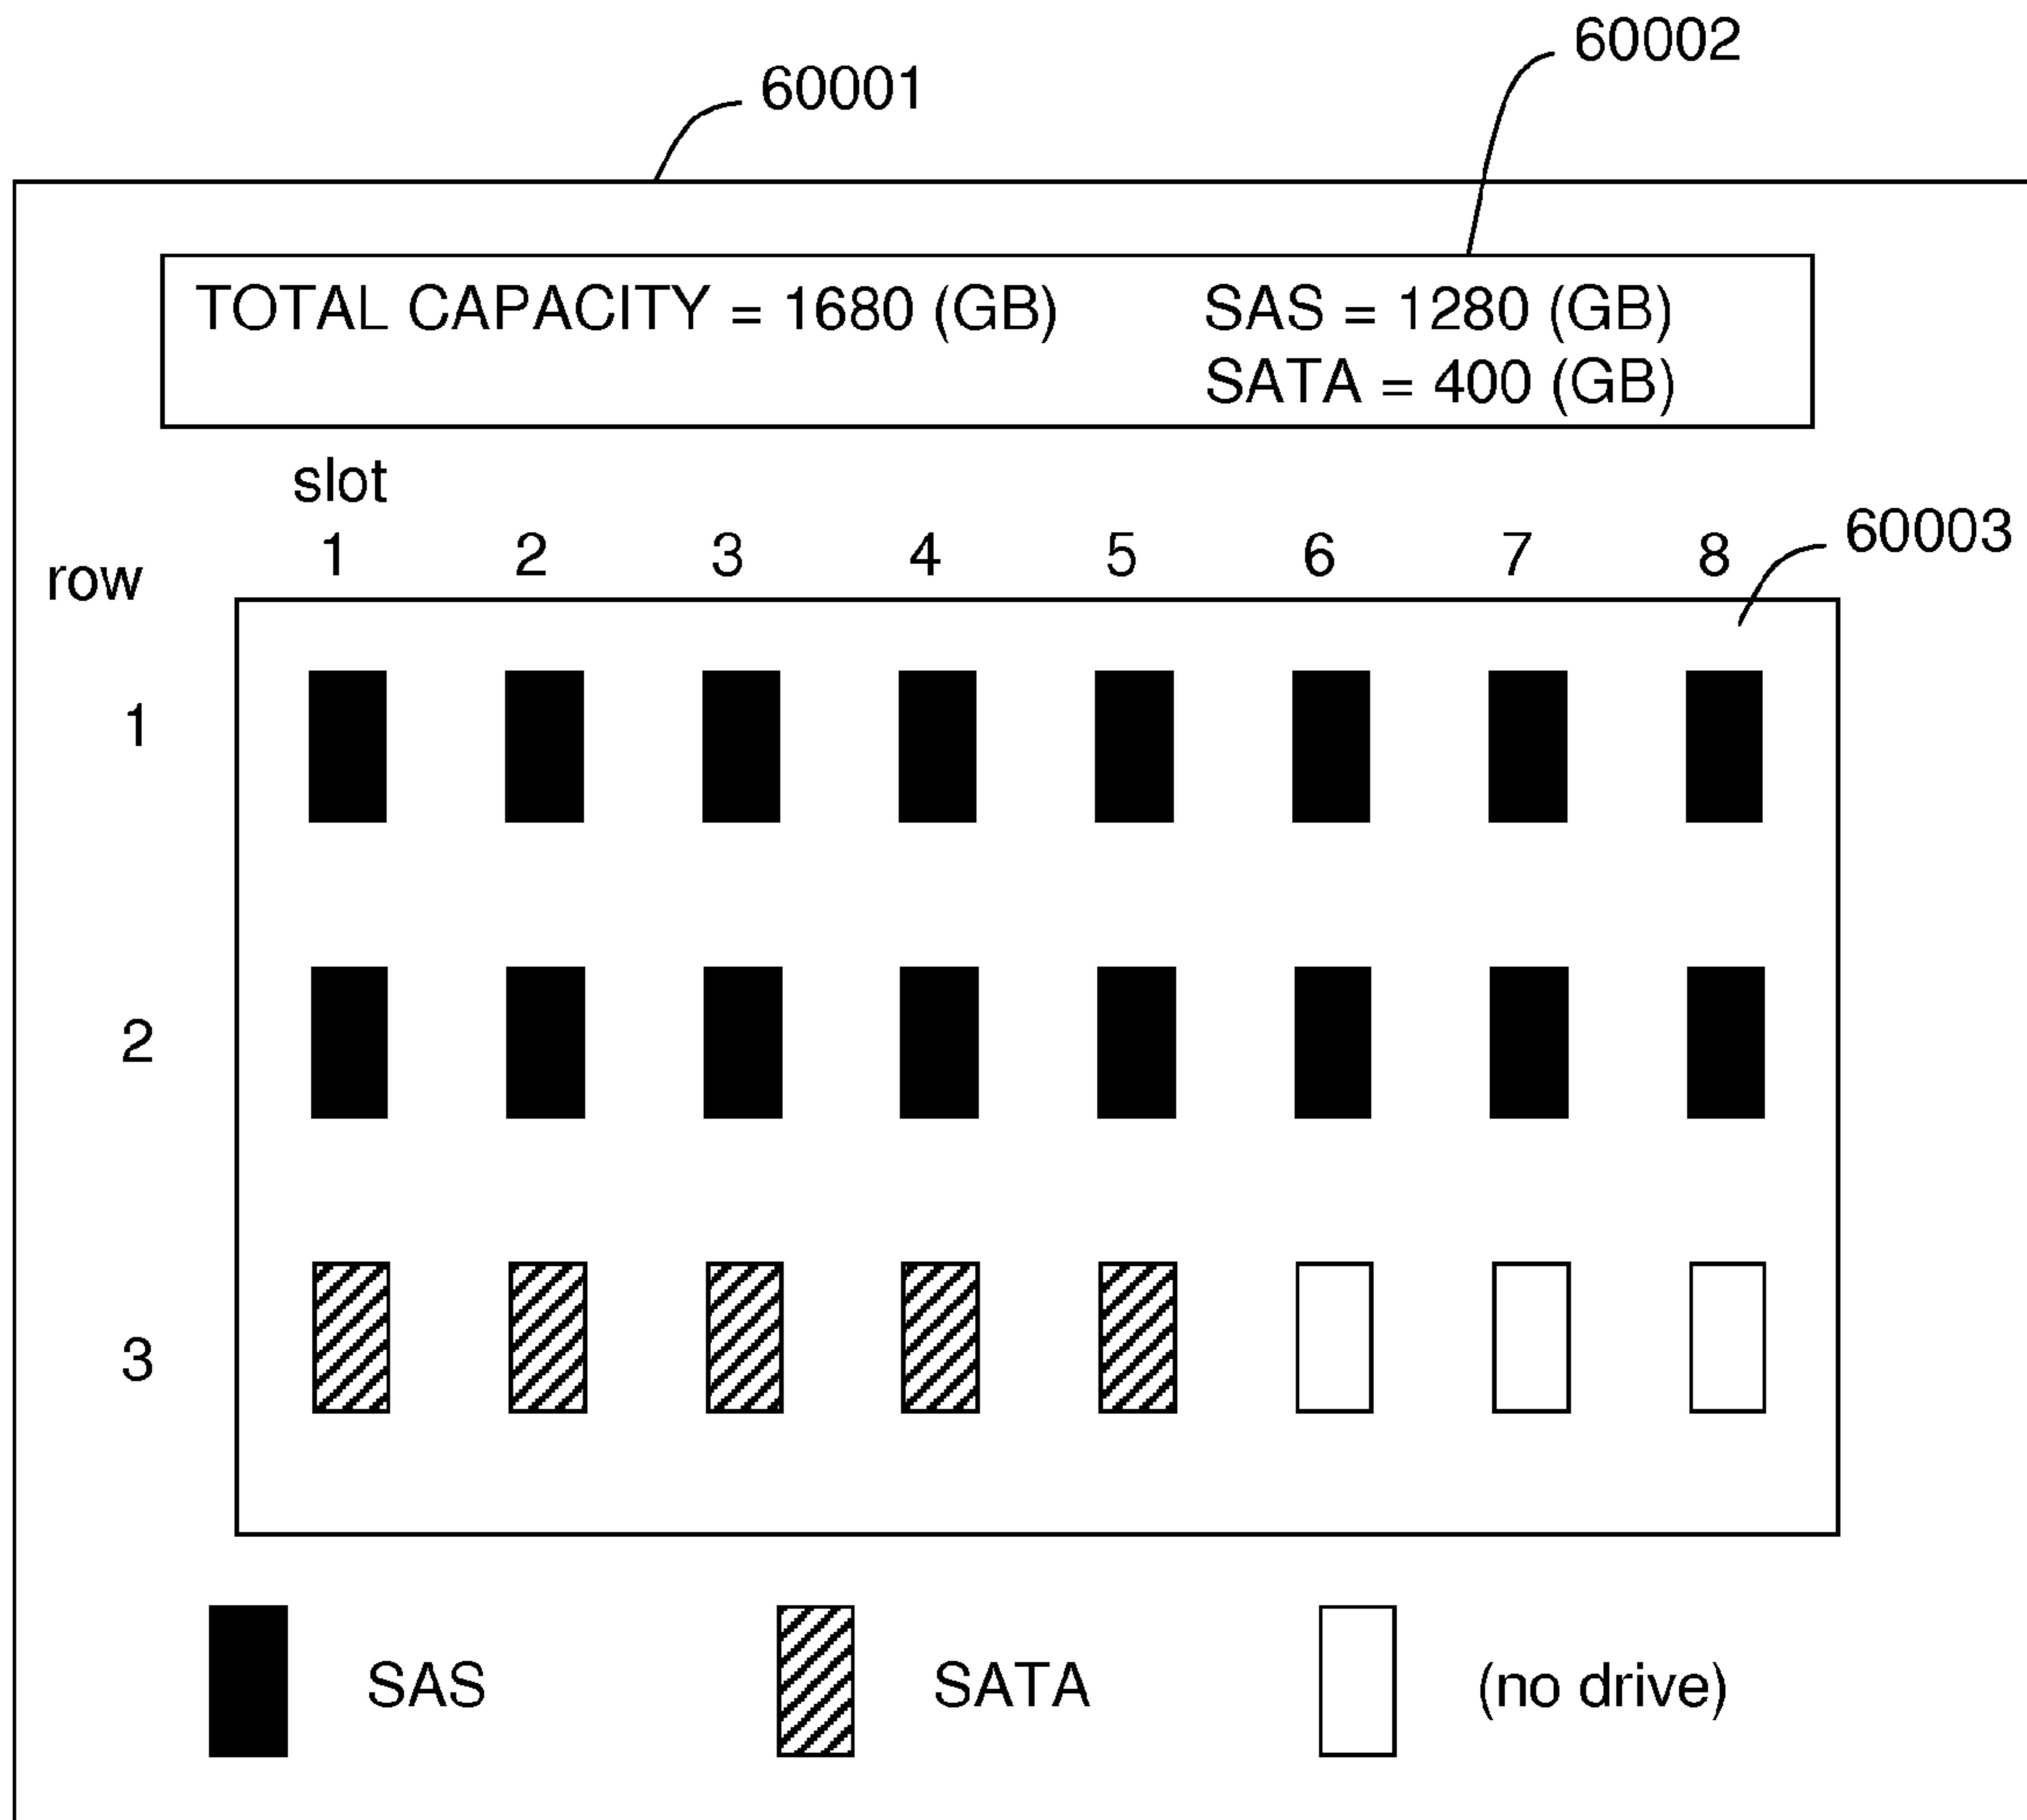 60002
60001
TOTAL CAPACITY = 1680 (GB) SAS = 1280 (GB)
SATA = 400 (GB)
slot
60003
1 2 3 4 5 6 7 8
row
1
2
3
SAS SATA (no drive)